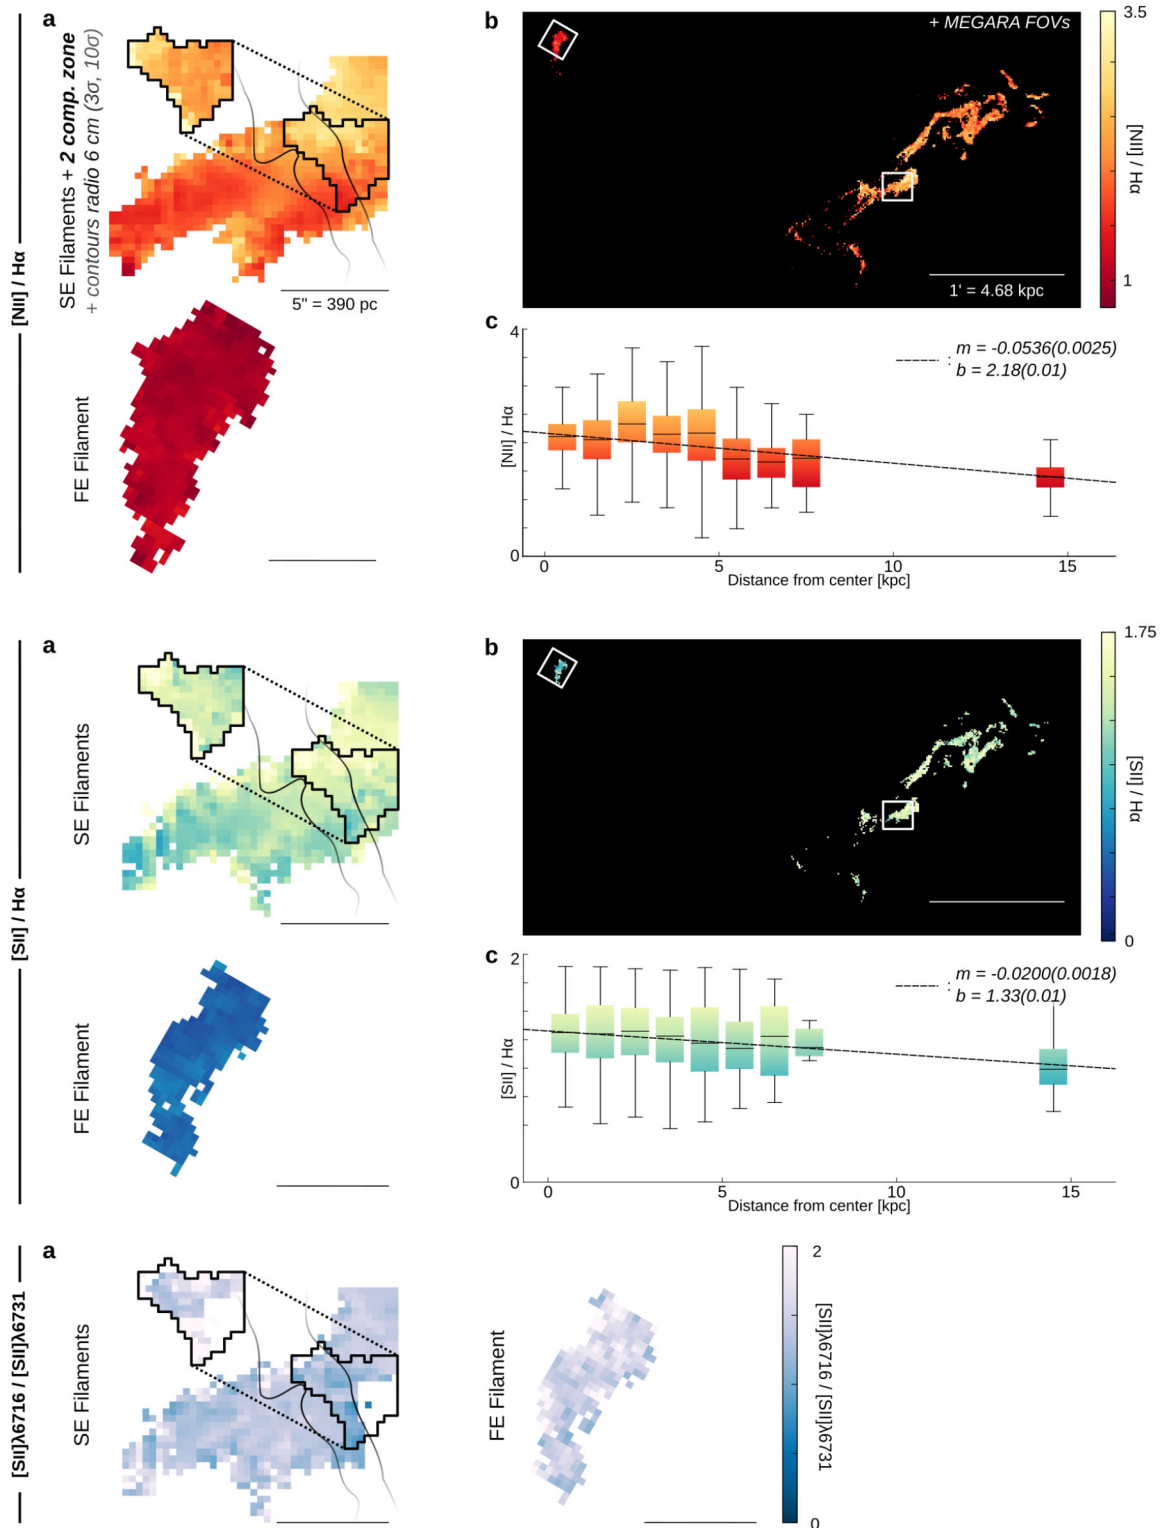 [NII] / Hα
a
SE Filaments + 2 comp. zone
+ contours radio 6 cm (3σ, 10σ)
5" = 390 pc
FE Filament
b
+ MEGARA FOVs
1' = 4.68 kpc
3.5
1
[NII] / Hα
c
4
0
[NII] / Hα
m = -0.0536(0.0025)
b = 2.18(0.01)
:
0 5 10 15
Distance from center [kpc]
[SII] / Hα
a
SE Filaments
FE Filament
b
1.75
0
[SII] / Hα
c
2
0
[SII] / Hα
m = -0.0200(0.0018)
b = 1.33(0.01)
:
0 5 10 15
Distance from center [kpc]
[SII]λ6716 / [SII]λ6731
a
SE Filaments
FE Filament
2
0
[SII]λ6716 / [SII]λ6731